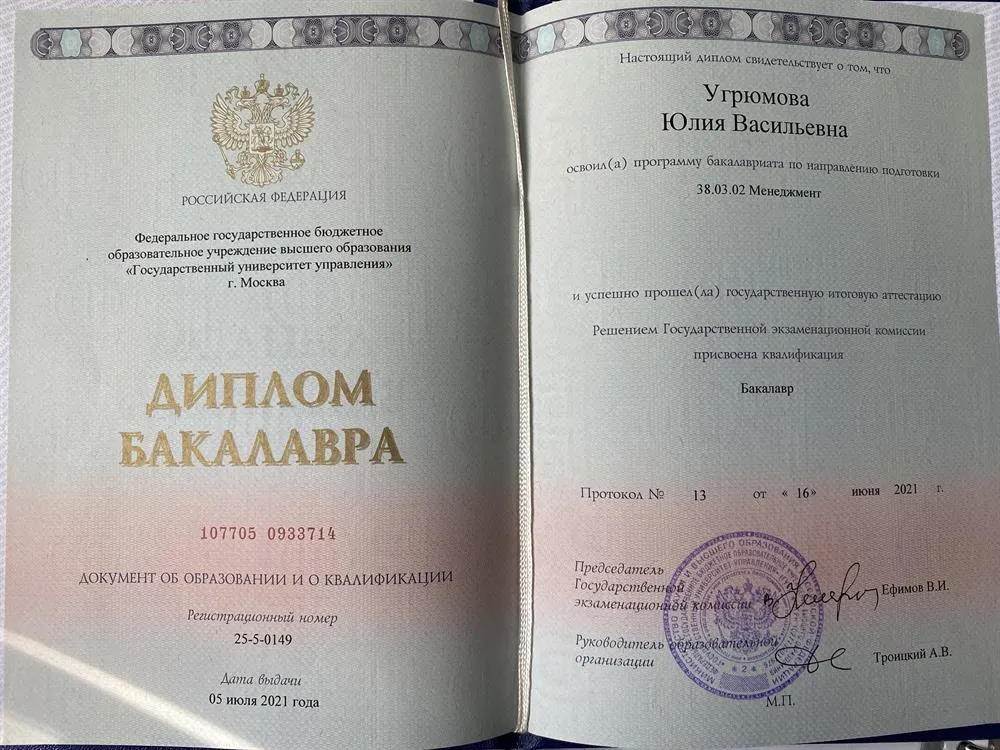 РОССИЙСКАЯ ФЕДЕРАЦИЯ
Федеральное государственное бюджетное
образовательное учреждение высшего образования
«Государственный университет управления»
г. Москва
ДИПЛОМ
БАКАЛАВРА
107705 0933714
ДОКУМЕНТ ОБ ОБРАЗОВАНИИ И О КВАЛИФИКАЦИИ
Регистрационный номер
25-5-0149
Дата выдачи
05 июля 2021 года
Настоящий диплом свидетельствует о том, что
Угрюмова
Юлия Васильевна
освоил(а) программу бакалавриата по направлению подготовки
38.03.02 Менеджмент
и успешно прошел(ла) государственную итоговую аттестацию
Решением Государственной экзаменационной комиссии
присвоена квалификация
Бакалавр
Протокол № 13 от «16» июня 2021 г.
Председатель
Государственной
экзаменационной комиссии Ефимов В.И.
Руководитель образовательной
организации Троицкий А.В.
М.П.